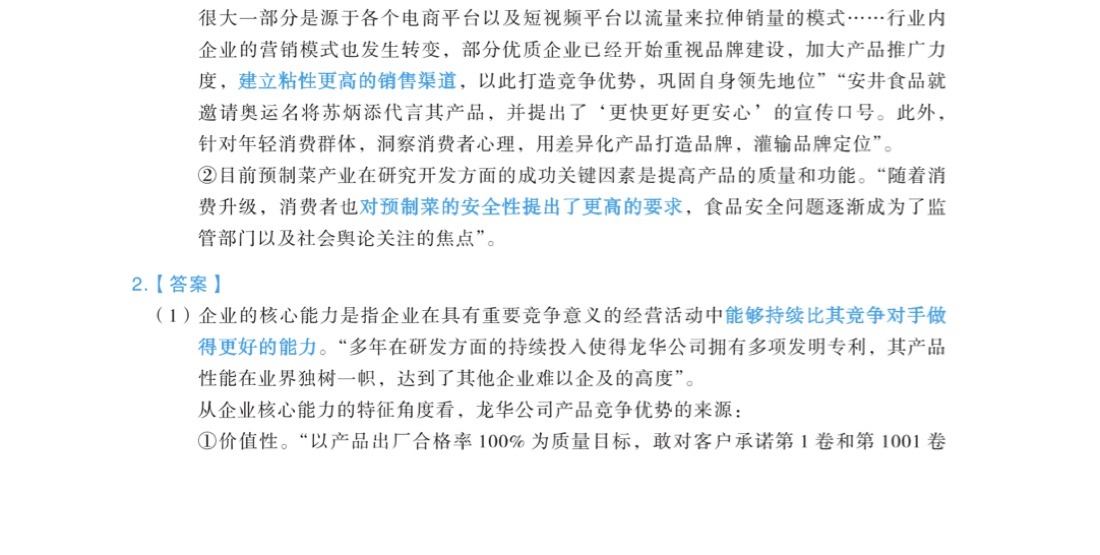 很大一部分是源于各个电商平台以及短视频平台以流量来拉伸销量的模式……行业内
企业的营销模式也发生转变，部分优质企业已经开始重视品牌建设，加大产品推广力
度，建立粘性更高的销售渠道，以此打造竞争优势，巩固自身领先地位”“安井食品就
邀请奥运名将苏炳添代言其产品，并提出了‘更快更好更安心’的宣传口号。此外，
针对年轻消费群体，洞察消费者心理，用差异化产品打造品牌，灌输品牌定位”。
②目前预制菜产业在研究开发方面的成功关键因素是提高产品的质量和功能。“随着消
费升级，消费者也对预制菜的安全性提出了更高的要求，食品安全问题逐渐成为了监
管部门以及社会舆论关注的焦点”。
2.【答案】
（1）企业的核心能力是指企业在具有重要竞争意义的经营活动中能够持续比其竞争对手做
得更好的能力。“多年在研发方面的持续投入使得龙华公司拥有多项发明专利，其产品
性能在业界独树一帜，达到了其他企业难以企及的高度”。
从企业核心能力的特征角度看，龙华公司产品竞争优势的来源：
①价值性。“以产品出厂合格率 100% 为质量目标，敢对客户承诺第 1 卷和第 1001 卷